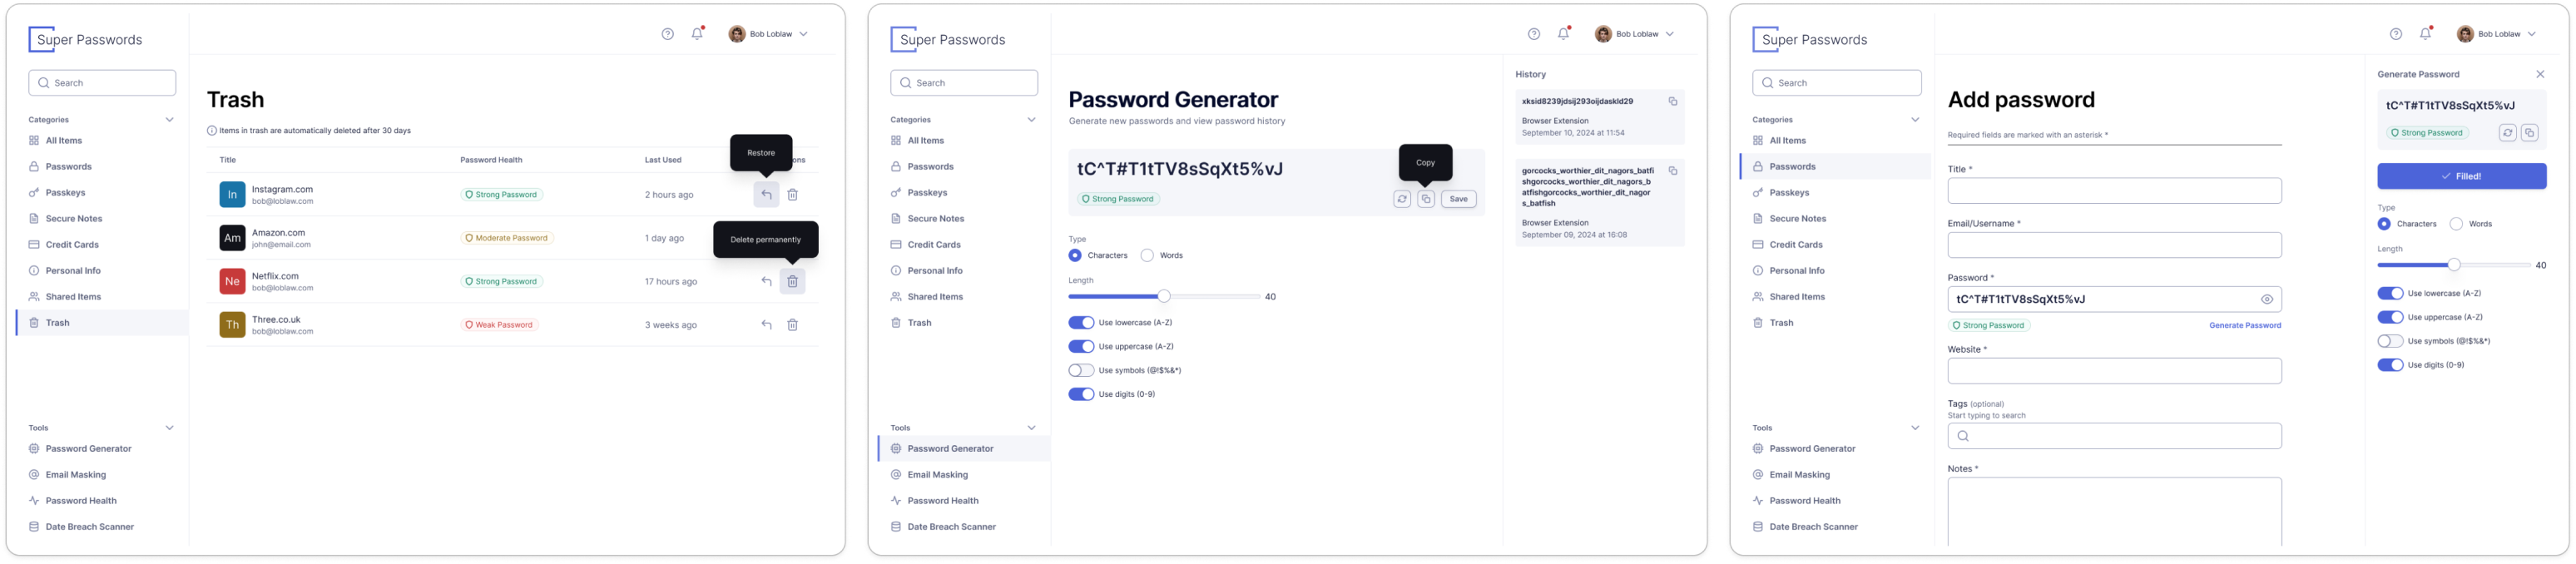 Super Passwords
Search
Categories
All Items
Passwords
Passkeys
Secure Notes
Credit Cards
Personal Info
Shared Items
Trash
Tools
Password Generator
Email Masking
Password Health
Date Breach Scanner
Bob Loblaw
Trash
Items in trash are automatically deleted after 30 days
Title Password Health Last Used ons
Restore
In Instagram.com Strong Password 2 hours ago
bob@loblaw.com
Am Amazon.com Moderate Password 1 day ago
john@email.com
Delete permanently
Ne Netflix.com Strong Password 17 hours ago
bob@loblaw.com
Th Three.co.uk Weak Password 3 weeks ago
bob@loblaw.com
Super Passwords
Search
Categories
All Items
Passwords
Passkeys
Secure Notes
Credit Cards
Personal Info
Shared Items
Trash
Tools
Password Generator
Email Masking
Password Health
Date Breach Scanner
Bob Loblaw
Password Generator
Generate new passwords and view password history
tC^T#T1tTV8sSqXt5%vJ
Copy
Strong Password
Save
Type
Characters Words
Length
40
Use lowercase (A-Z)
Use uppercase (A-Z)
Use symbols (@!$%&*)
Use digits (0-9)
History
xksid8239jdsij293oijdaskld29
Browser Extension
September 10, 2024 at 11:54
gorcocks_worthier_dit_nagors_batfi
shgorcocks_worthier_dit_nagors_b
atfishgorcocks_worthier_dit_nagor
s_batfish
Browser Extension
September 09, 2024 at 16:08
Super Passwords
Search
Categories
All Items
Passwords
Passkeys
Secure Notes
Credit Cards
Personal Info
Shared Items
Trash
Tools
Password Generator
Email Masking
Password Health
Date Breach Scanner
Bob Loblaw
Add password
Required fields are marked with an asterisk *
Title *
Email/Username *
Password *
tC^T#T1tTV8sSqXt5%vJ
Strong Password
Generate Password
Website *
Tags (optional)
Start typing to search
Notes *
Generate Password
tC^T#T1tTV8sSqXt5%vJ
Strong Password
Filled!
Type
Characters Words
Length
40
Use lowercase (A-Z)
Use uppercase (A-Z)
Use symbols (@!$%&*)
Use digits (0-9)